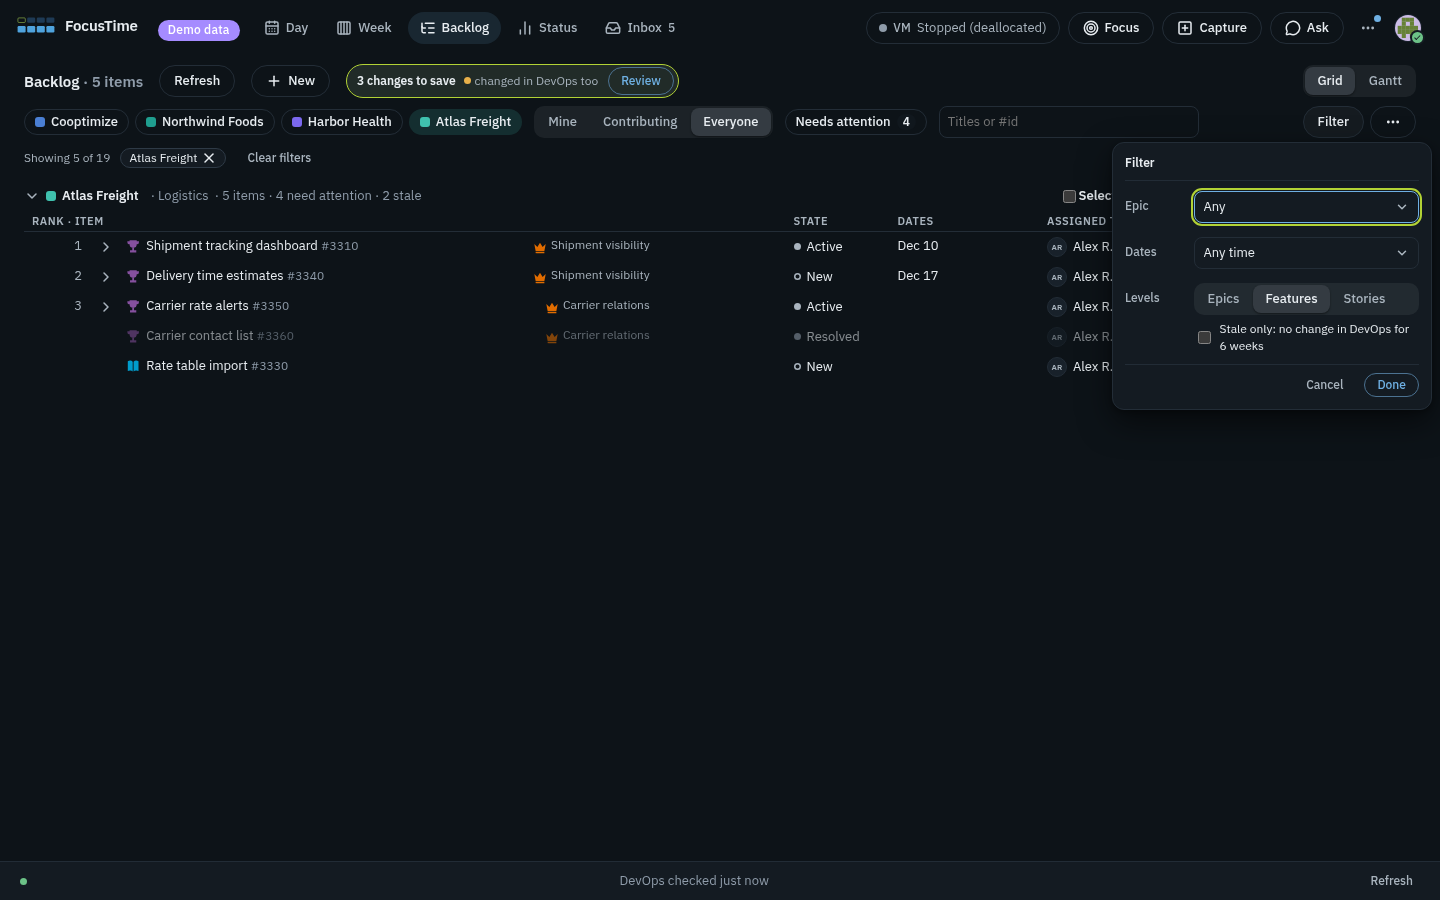 FocusTime
Demo data
Day
Week
Backlog
Status
Inbox 5
VM Stopped (deallocated)
Focus
Capture
Ask
Backlog · 5 items
Refresh
New
3 changes to save
changed in DevOps too
Review
Grid
Gantt
Cooptimize
Northwind Foods
Harbor Health
Atlas Freight
Mine
Contributing
Everyone
Needs attention 4
Titles or #id
Filter
Showing 5 of 19
Atlas Freight
Clear filters
Filter
Epic
Any
Dates
Any time
Levels
Epics
Features
Stories
Stale only: no change in DevOps for
6 weeks
Cancel
Done
Atlas Freight · Logistics · 5 items · 4 need attention · 2 stale
RANK · ITEM
STATE
DATES
ASSIGNED
1 Shipment tracking dashboard #3310 Shipment visibility Active Dec 10 AR Alex R.
2 Delivery time estimates #3340 Shipment visibility New Dec 17 AR Alex R.
3 Carrier rate alerts #3350 Carrier relations Active AR Alex R.
Carrier contact list #3360 Carrier relations Resolved AR Alex R.
Rate table import #3330 New AR Alex R.
DevOps checked just now
Refresh